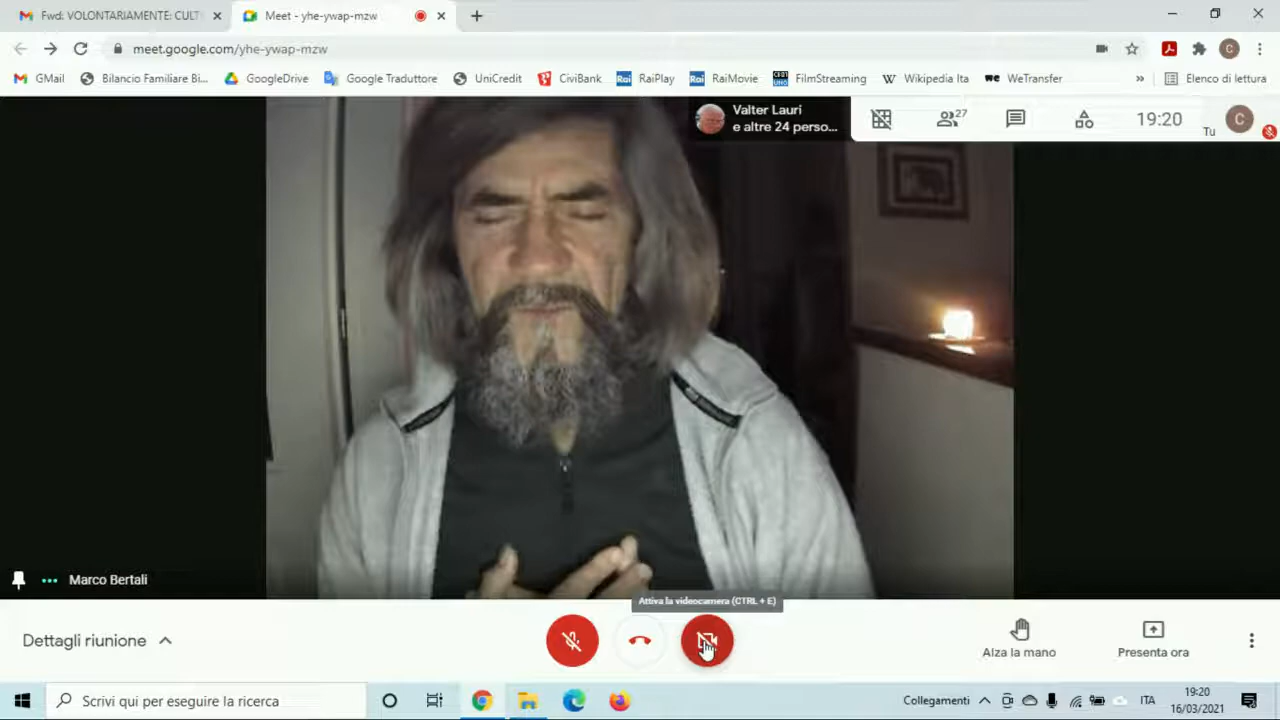 Fwd: VOLONTARIAMENTE: CULT
Meet - yhe-ywap-mzw
meet.google.com/yhe-ywap-mzw
C
GMail
Bilancio Familiare Bi...
GoogleDrive
Google Traduttore
UniCredit
CiviBank
Rai RaiPlay
Rai RaiMovie
FilmStreaming
W Wikipedia Ita
we WeTransfer
»
Elenco di lettura
Valter Lauri
e altre 24 perso...
27
19:20
Tu
C
Marco Bertali
Attiva la videocamera (CTRL + E)
Dettagli riunione
Alza la mano
Presenta ora
Scrivi qui per eseguire la ricerca
Collegamenti
ITA
19:20
16/03/2021